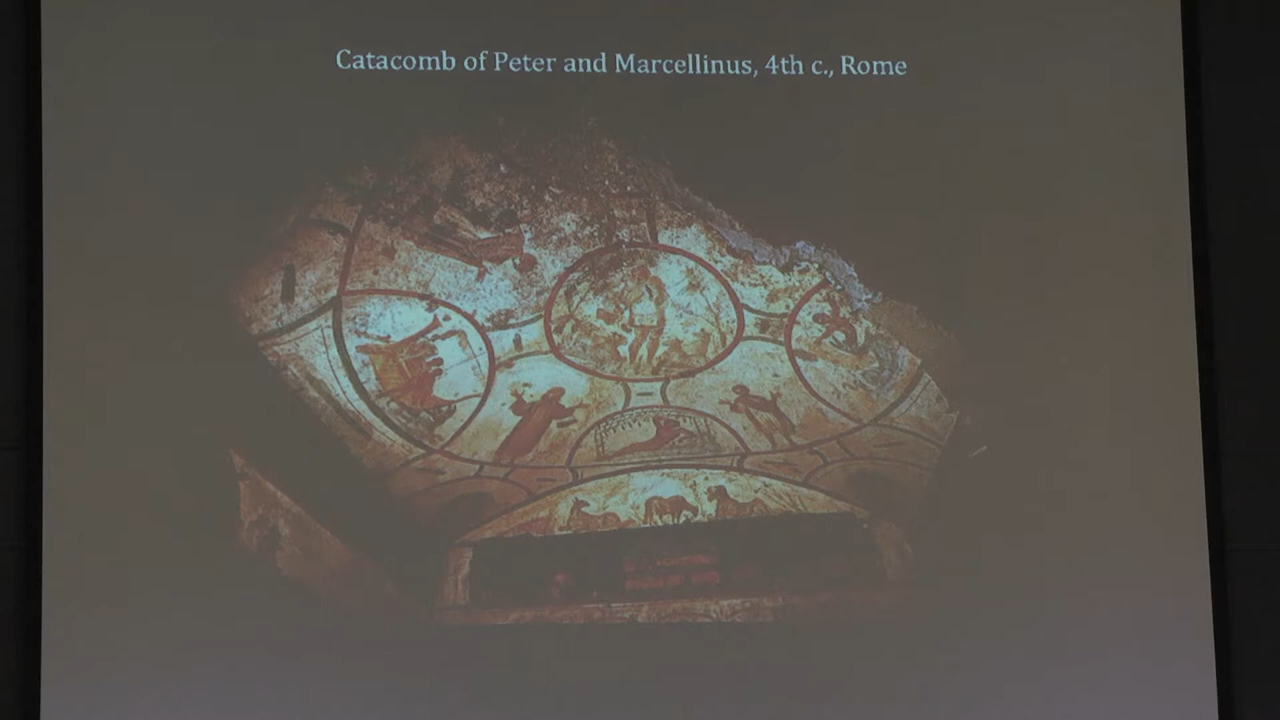 Catacomb of Peter and Marcellinus, 4th c., Rome